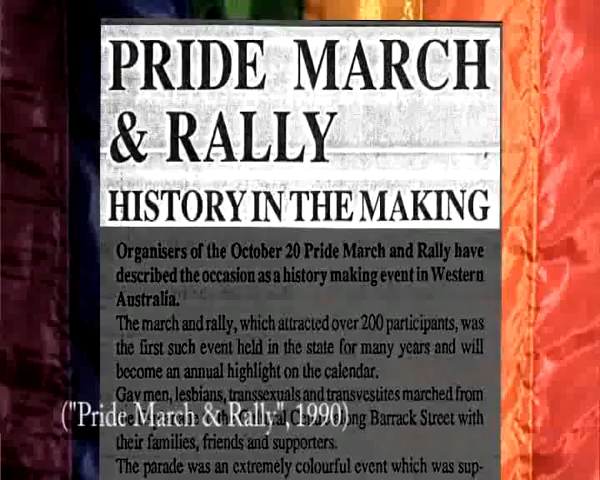 PRIDE MARCH
& RALLY
HISTORY IN THE MAKING
Organisers of the October 20 Pride March and Rally have
described the occasion as a history making event in Western
Australia.
The march and rally, which attracted over 200 participants, was
the first such event held in the state for many years and will
become an annual highlight on the calendar.
Gay men, lesbians, transsexuals and transvestites marched from
along Barrack Street with
("Pride March & Rally", 1990)
their families, friends and supporters.
The parade was an extremely colourful event which was sup-